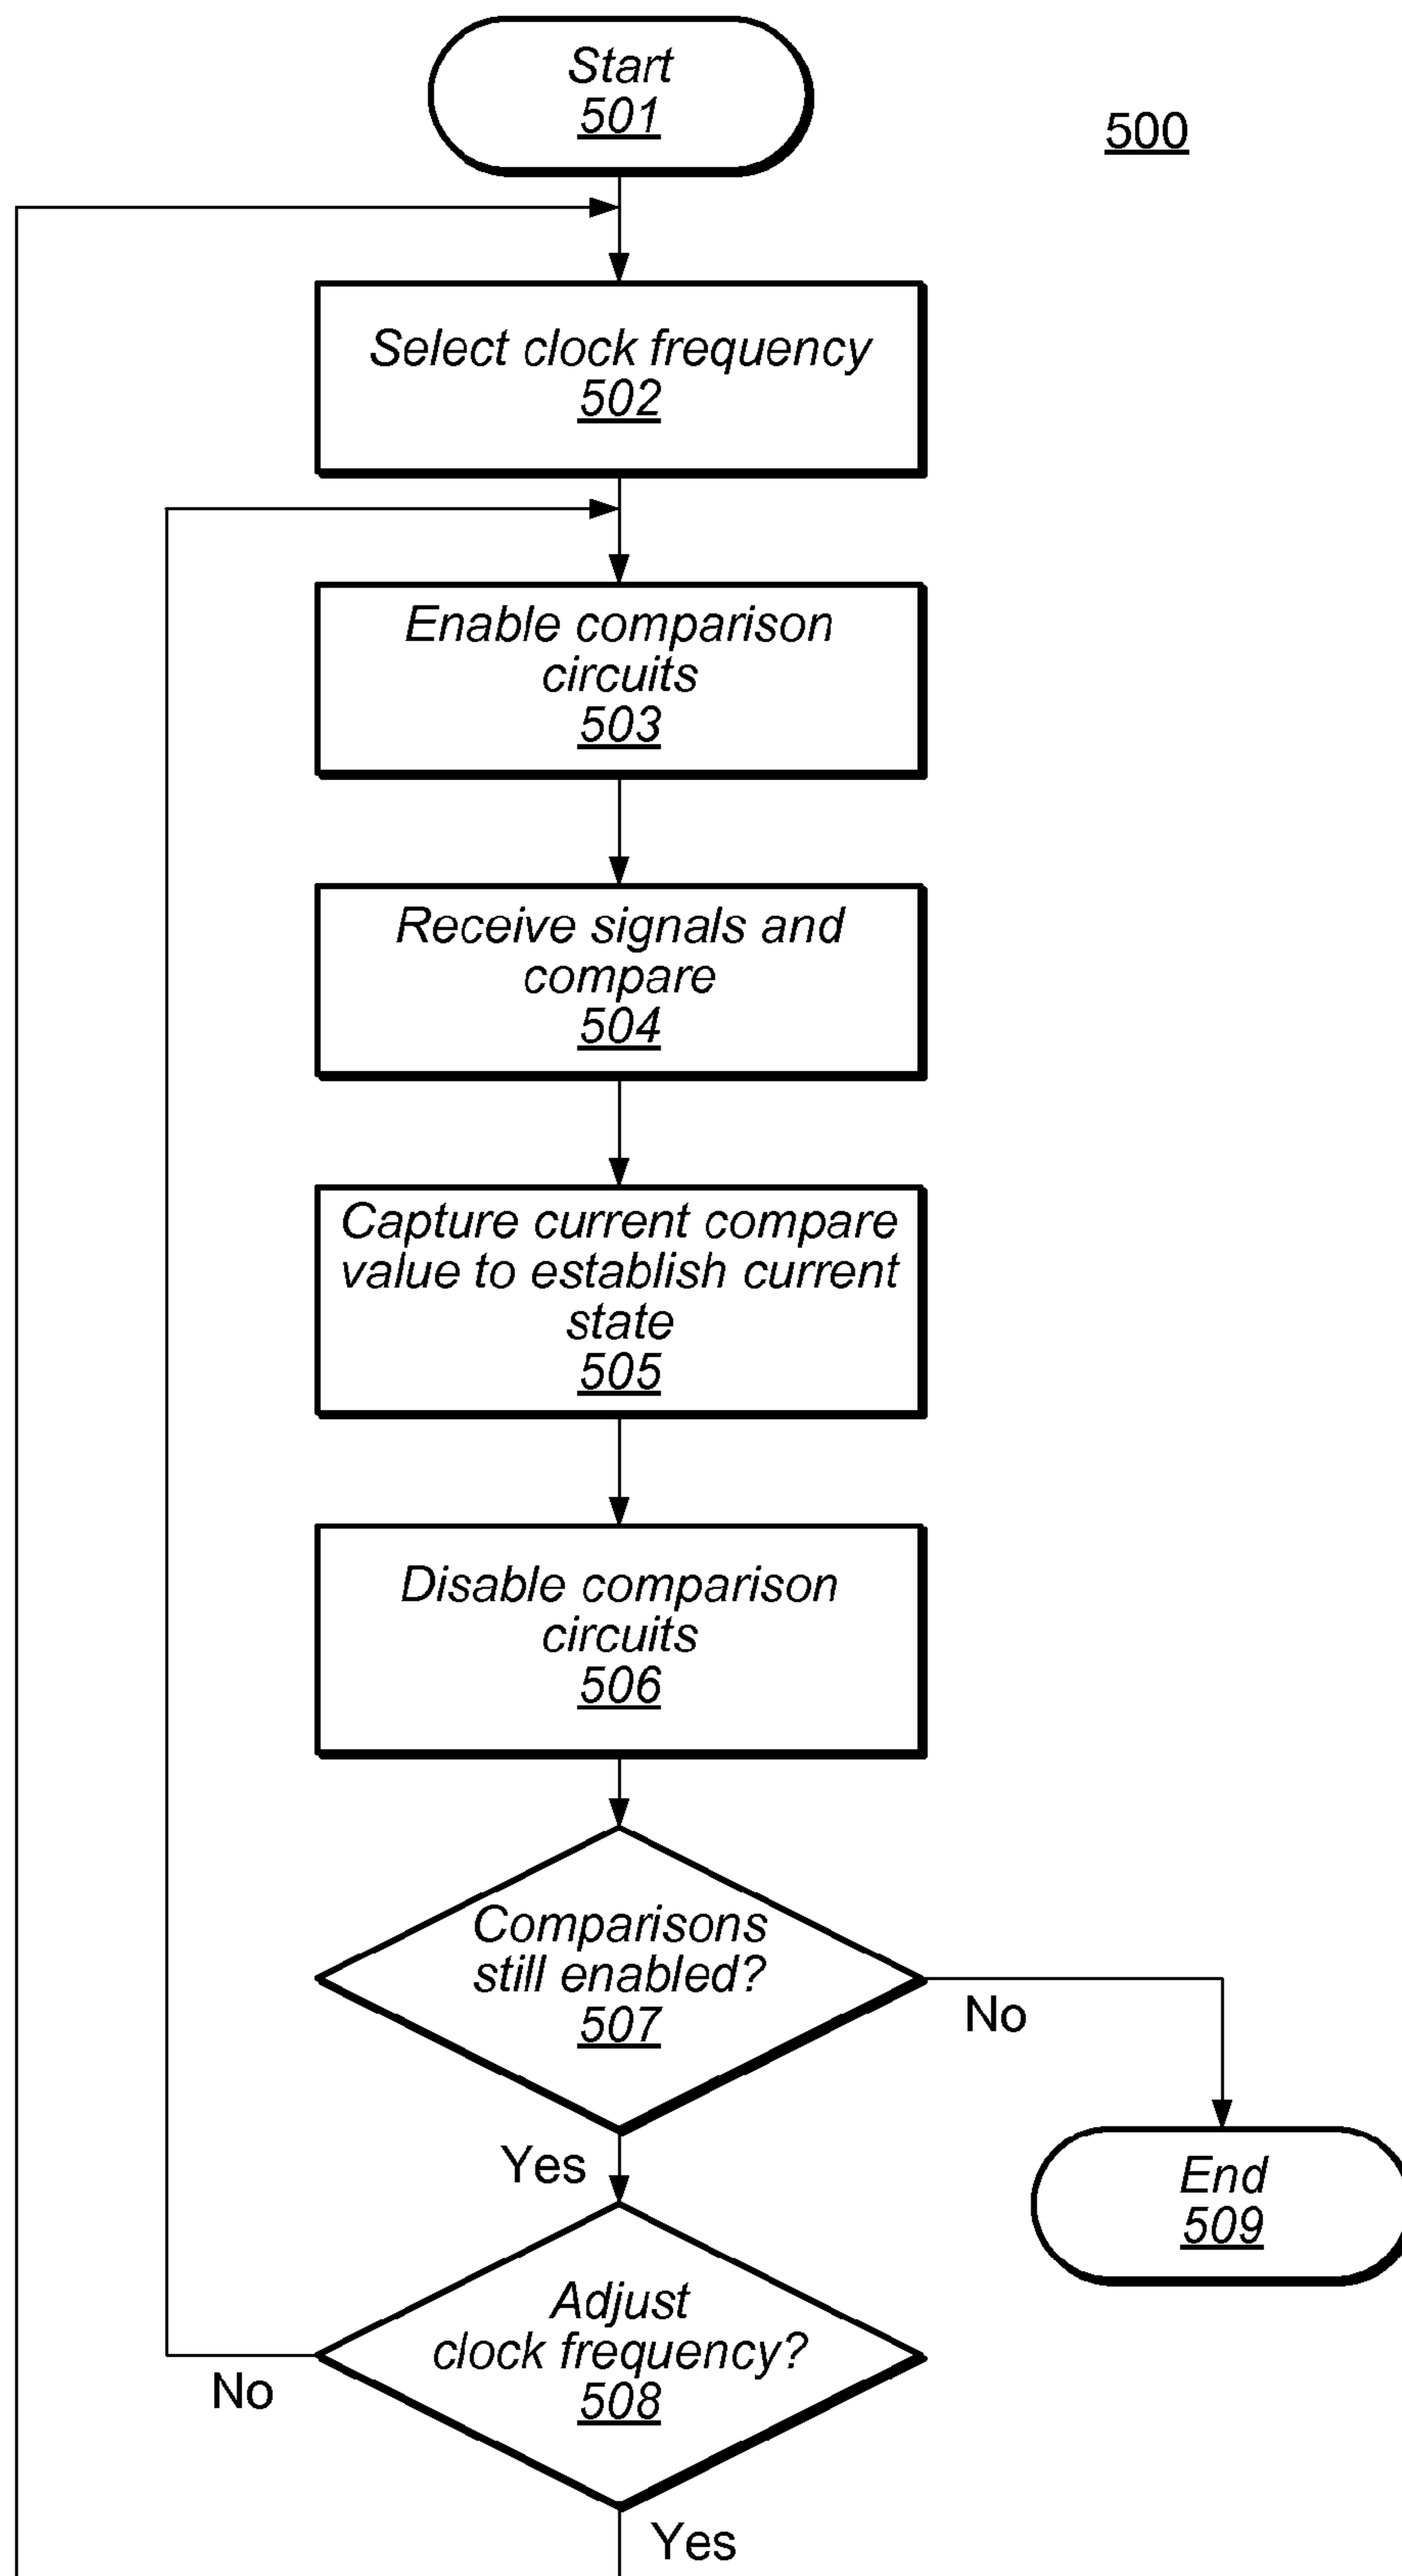 Start
501
500
Select clock frequency
502
Enable comparison
circuits
503
Receive signals and
compare
504
Capture current compare
value to establish current
state
505
Disable comparison
circuits
506
Comparisons
still enabled?
507
No
Yes
End
509
Adjust
clock frequency?
508
No
Yes